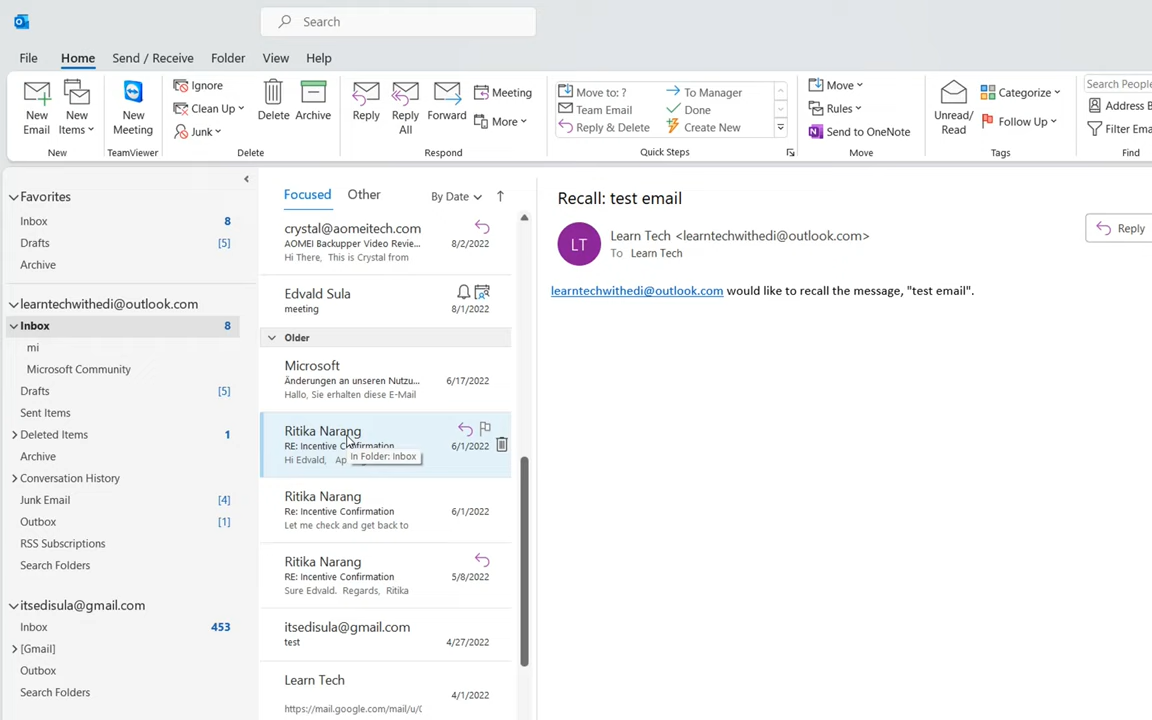 Search
File Home Send / Receive Folder View Help
New Email
New Items
New
New Meeting
TeamViewer
Ignore
Clean Up
Junk
Delete
Archive
Delete
Reply
Reply All
Forward
Meeting
More
Respond
Move to: ?
Team Email
Reply & Delete
To Manager
Done
Create New
Quick Steps
Move
Rules
Send to OneNote
Move
Unread/ Read
Categorize
Follow Up
Tags
Search People
Address B
Filter Ema
Find
Favorites
Inbox 8
Drafts [5]
Archive
learntechwithedi@outlook.com
Inbox 8
mi
Microsoft Community
Drafts [5]
Sent Items
Deleted Items 1
Archive
Conversation History
Junk Email [4]
Outbox [1]
RSS Subscriptions
Search Folders
itsedisula@gmail.com
Inbox 453
[Gmail]
Outbox
Search Folders
Focused Other By Date
crystal@aomeitech.com
AOMEI Backupper Video Revie... 8/2/2022
Hi There, This is Crystal from
Edvald Sula
meeting 8/1/2022
Older
Microsoft
Änderungen an unseren Nutzu... 6/17/2022
Hallo, Sie erhalten diese E-Mail
Ritika Narang
RE: Incentive Confirmation 6/1/2022
Hi Edvald,
In Folder: Inbox
Ritika Narang
Re: Incentive Confirmation 6/1/2022
Let me check and get back to
Ritika Narang
RE: Incentive Confirmation 5/8/2022
Sure Edvald. Regards, Ritika
itsedisula@gmail.com
test 4/27/2022
Learn Tech
4/1/2022
https://mail.google.com/mail/u/0
Recall: test email
LT
Learn Tech <learntechwithedi@outlook.com>
To Learn Tech
Reply
learntechwithedi@outlook.com would like to recall the message, "test email".